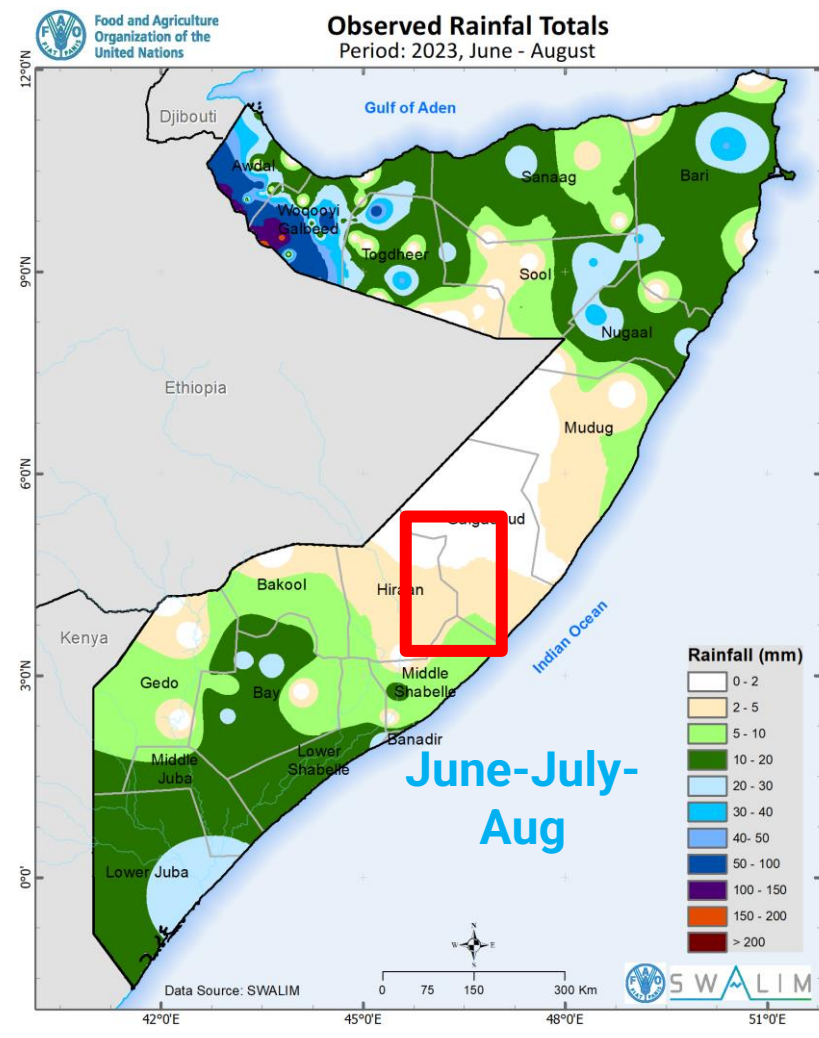 Food and Agriculture
Organization of the
United Nations
Observed Rainfal Totals
Period: 2023, June - August
12°0'N
9°0'N
6°0'N
3°0'N
0°0'
Djibouti
Gulf of Aden
Awdal
Woqooyi
Galbeed
Togdheer
Sanaag
Bari
Sool
Nugaal
Ethiopia
Mudug
Galgaduud
Bakool
Hiraan
Kenya
Indian Ocean
Gedo
Bay
Middle
Shabelle
Banadir
Lower
Shabelle
Middle
Juba
Lower Juba
June-July-
Aug
Rainfall (mm)
0 - 2
2 - 5
5 - 10
10 - 20
20 - 30
30 - 40
40- 50
50 - 100
100 - 150
150 - 200
> 200
N
W
E
S
Data Source: SWALIM
0 75 150 300 Km
SWALIM
42°0'E 45°0'E 48°0'E 51°0'E